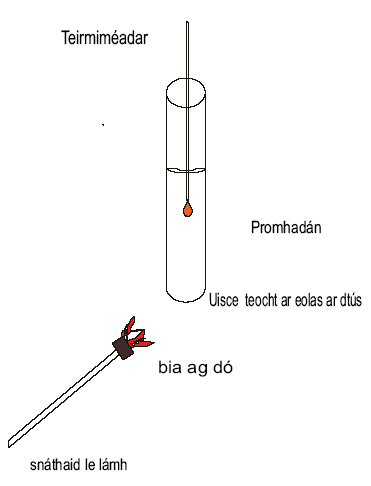 Teirmiméadar
Promhadán
Uisce teocht ar eolas ar dtús
bia ag dó
snáthaid le lámh